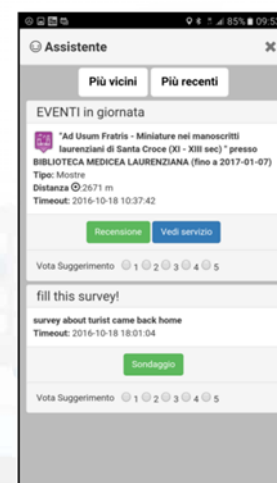 85% 09:53
Assistente
Più vicini Più recenti
EVENTI in giornata
"Ad Usum Fratris - Miniature nei manoscritti
laurenziani di Santa Croce (XI - XIII sec) " presso
BIBLIOTECA MEDICEA LAURENZIANA (fino a 2017-01-07)
Tipo: Mostre
Distanza :2671 m
Timeout: 2016-10-18 10:37:42
Recensione Vedi servizio
Vota Suggerimento 1 2 3 4 5
fill this survey!
survey about turist came back home
Timeout: 2016-10-18 18:01:04
Sondaggio
Vota Suggerimento 1 2 3 4 5